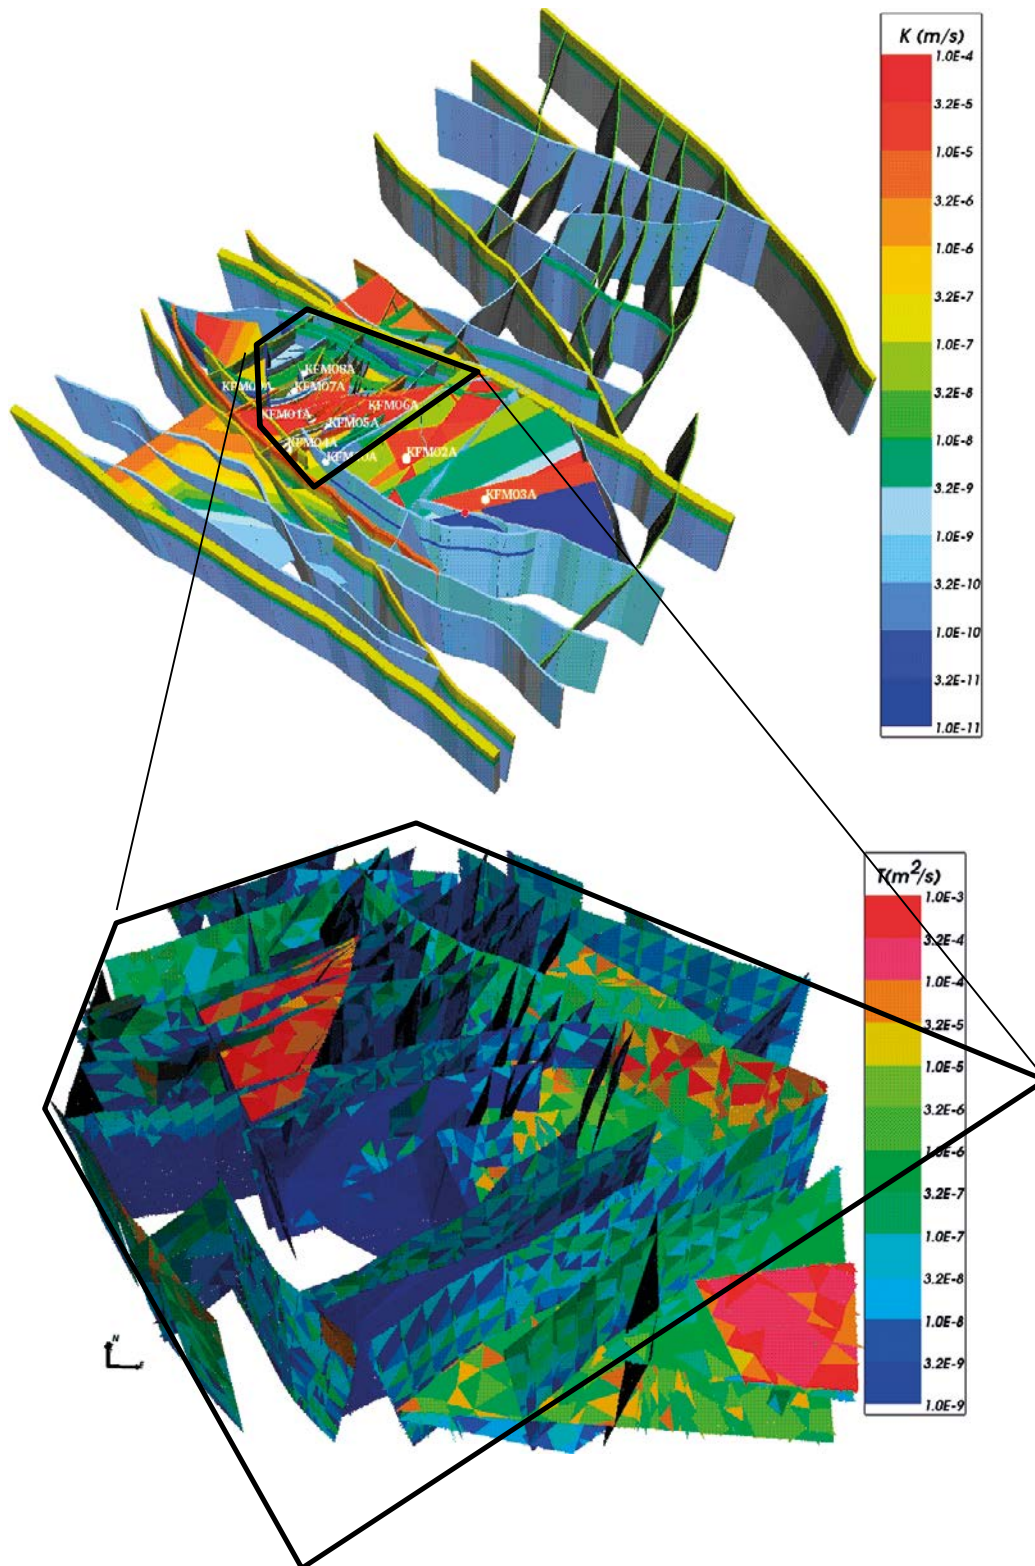 K (m/s)
1.0E-4
3.2E-5
1.0E-5
3.2E-6
1.0E-6
3.2E-7
1.0E-7
3.2E-8
1.0E-8
3.2E-9
1.0E-9
3.2E-10
1.0E-10
3.2E-11
1.0E-11
KFM08A
KFM07A
KFM06A
KFM01A
KFM05A
KFM04A
KFM02A
KFM03A
T(m²/s)
1.0E-3
3.2E-4
1.0E-4
3.2E-5
1.0E-5
3.2E-6
3.2E-7
1.0E-7
3.2E-8
1.0E-8
3.2E-9
1.0E-9
N